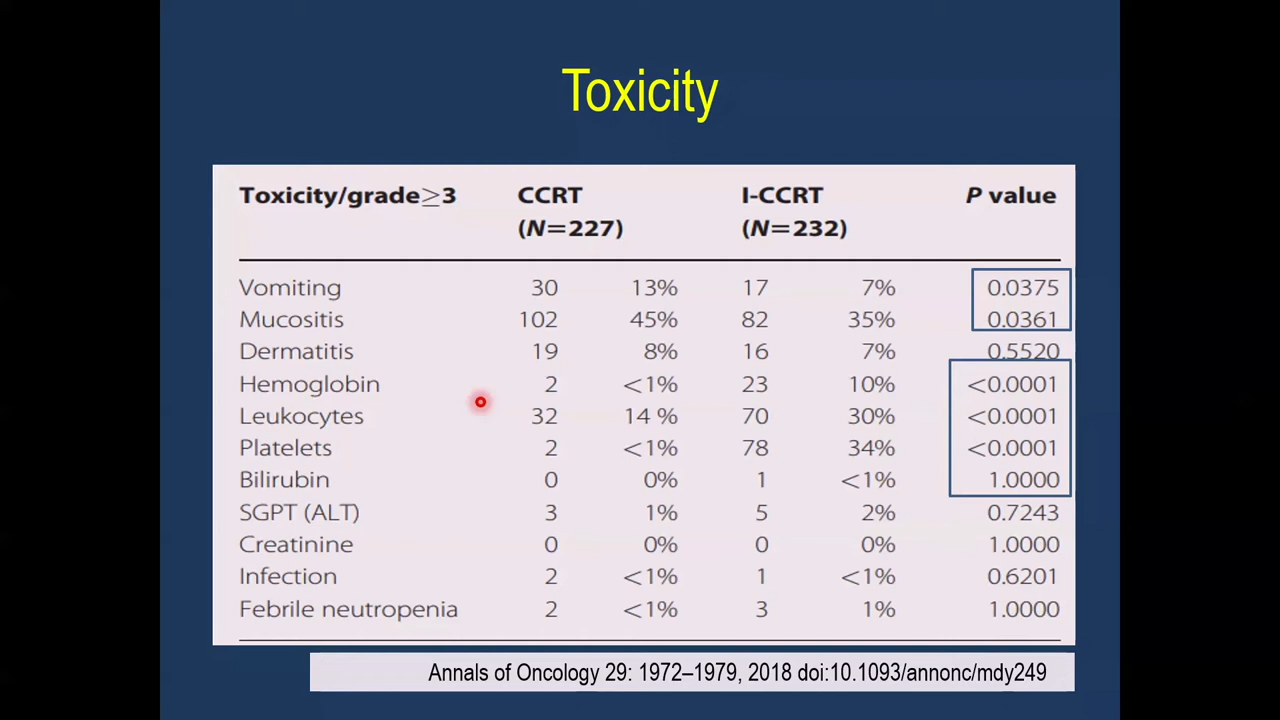 Toxicity
Toxicity/grade≥3 CCRT I-CCRT P value
(N=227) (N=232)
Vomiting 30 13% 17 7% 0.0375
Mucositis 102 45% 82 35% 0.0361
Dermatitis 19 8% 16 7% 0.5520
Hemoglobin 2 <1% 23 10% <0.0001
Leukocytes 32 14 % 70 30% <0.0001
Platelets 2 <1% 78 34% <0.0001
Bilirubin 0 0% 1 <1% 1.0000
SGPT (ALT) 3 1% 5 2% 0.7243
Creatinine 0 0% 0 0% 1.0000
Infection 2 <1% 1 <1% 0.6201
Febrile neutropenia 2 <1% 3 1% 1.0000
Annals of Oncology 29: 1972–1979, 2018 doi:10.1093/annonc/mdy249